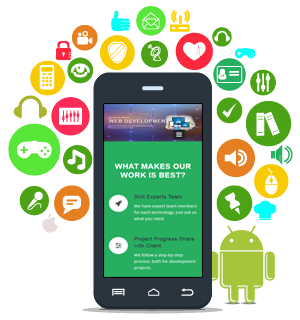 WEB DEVELOPMENT
WHAT MAKES OUR
WORK IS BEST?
Skill Experts Team
We have expert team members
for each technology just ask us
what you need.
Project Progress Share
with Client
We follow a step-by-step
process, both for development
projects.